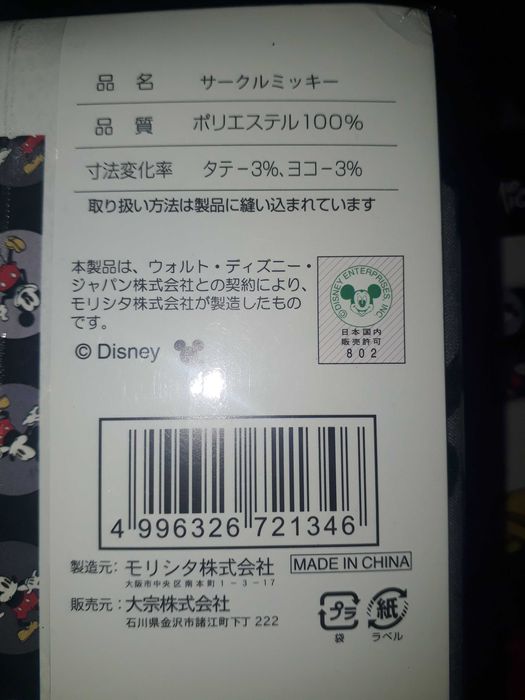 品名 サークルミッキー
品質 ポリエステル100%
寸法変化率 タテ-3%、ヨコ-3%
取り扱い方法は製品に縫い込まれています
本製品は、ウォルト・ディズニー・
ジャパン株式会社との契約により、
モリシタ株式会社が製造したもの
です。
© Disney
©DISNEY ENTERPRISES, INC
日本国内
販売許可
802
4 996326 721346
製造元: モリシタ株式会社
大阪市中央区南本町1-3-17
MADE IN CHINA
販売元: 大宗株式会社
石川県金沢市諸江町下丁222
プラ
袋
紙
ラベル